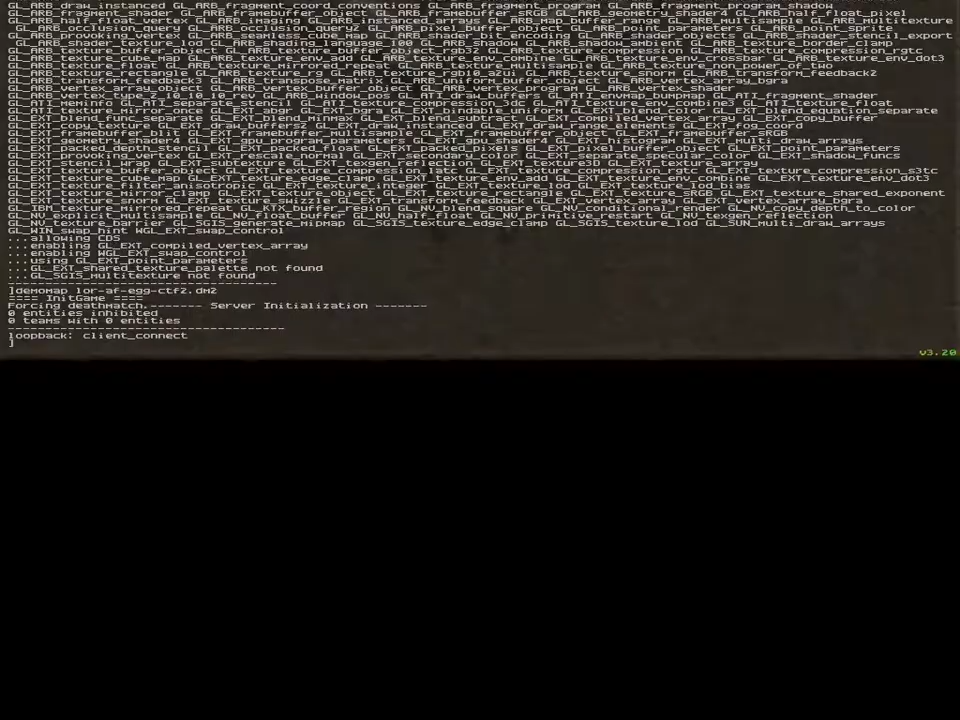 GL_ARB_draw_instanced GL_ARB_fragment_coord_conventions GL_ARB_fragment_program GL_ARB_fragment_program_shadow
GL_ARB_fragment_shader GL_ARB_framebuffer_object GL_ARB_framebuffer_sRGB GL_ARB_geometry_shader4 GL_ARB_half_float_pixel
GL_ARB_half_float_vertex GL_ARB_imaging GL_ARB_instanced_arrays GL_ARB_map_buffer_range GL_ARB_multisample GL_ARB_multitexture
GL_ARB_occlusion_query GL_ARB_occlusion_query2 GL_ARB_pixel_buffer_object GL_ARB_point_parameters GL_ARB_point_sprite
GL_ARB_provoking_vertex GL_ARB_seamless_cube_map GL_ARB_shader_bit_encoding GL_ARB_shader_objects GL_ARB_shader_stencil_export
GL_ARB_shader_texture_lod GL_ARB_shading_language_100 GL_ARB_shadow GL_ARB_shadow_ambient GL_ARB_texture_border_clamp
GL_ARB_texture_buffer_object GL_ARB_texture_buffer_object_rgb32 GL_ARB_texture_compression GL_ARB_texture_compression_rgtc
GL_ARB_texture_cube_map GL_ARB_texture_env_add GL_ARB_texture_env_combine GL_ARB_texture_env_crossbar GL_ARB_texture_env_dot3
GL_ARB_texture_float GL_ARB_texture_mirrored_repeat GL_ARB_texture_multisample GL_ARB_texture_non_power_of_two
GL_ARB_texture_rectangle GL_ARB_texture_rg GL_ARB_texture_rgb10_a2ui GL_ARB_texture_snorm GL_ARB_transform_feedback2
GL_ARB_transform_feedback3 GL_ARB_transpose_matrix GL_ARB_uniform_buffer_object GL_ARB_vertex_array_bgra
GL_ARB_vertex_array_object GL_ARB_vertex_buffer_object GL_ARB_vertex_program GL_ARB_vertex_shader
GL_ARB_vertex_type_2_10_10_10_rev GL_ARB_window_pos GL_ATI_draw_buffers GL_ATI_envmap_bumpmap GL_ATI_fragment_shader
GL_ATI_meminfo GL_ATI_separate_stencil GL_ATI_texture_compression_3dc GL_ATI_texture_env_combine3 GL_ATI_texture_float
GL_EXT_abgr GL_EXT_bgra GL_EXT_bindable_uniform GL_EXT_blend_color GL_EXT_blend_equation_separate
GL_EXT_blend_func_separate GL_EXT_blend_minmax GL_EXT_blend_subtract GL_EXT_compiled_vertex_array GL_EXT_copy_buffer
GL_EXT_copy_texture GL_EXT_draw_buffers2 GL_EXT_draw_instanced GL_EXT_draw_range_elements GL_EXT_fog_coord
GL_EXT_framebuffer_blit GL_EXT_framebuffer_multisample GL_EXT_framebuffer_object GL_EXT_framebuffer_sRGB
GL_EXT_geometry_shader4 GL_EXT_gpu_program_parameters GL_EXT_gpu_shader4 GL_EXT_histogram GL_EXT_multi_draw_arrays
GL_EXT_packed_depth_stencil GL_EXT_packed_float GL_EXT_packed_pixels GL_EXT_pixel_buffer_object GL_EXT_point_parameters
GL_EXT_provoking_vertex GL_EXT_rescale_normal GL_EXT_secondary_color GL_EXT_separate_specular_color GL_EXT_shadow_funcs
GL_EXT_stencil_wrap GL_EXT_subtexture GL_EXT_texgen_reflection GL_EXT_texture3D GL_EXT_texture_array
GL_EXT_texture_buffer_object GL_EXT_texture_compression_latc GL_EXT_texture_compression_rgtc GL_EXT_texture_compression_s3tc
GL_EXT_texture_cube_map GL_EXT_texture_edge_clamp GL_EXT_texture_env_add GL_EXT_texture_env_combine GL_EXT_texture_env_dot3
GL_EXT_texture_filter_anisotropic GL_EXT_texture_integer GL_EXT_texture_lod GL_EXT_texture_lod_bias
GL_EXT_texture_mirror_clamp GL_EXT_texture_object GL_EXT_texture_rectangle GL_EXT_texture_sRGB GL_EXT_texture_shared_exponent
GL_EXT_texture_snorm GL_EXT_texture_swizzle GL_EXT_transform_feedback GL_EXT_vertex_array GL_EXT_vertex_array_bgra
GL_IBM_texture_mirrored_repeat GL_KTX_buffer_region GL_NV_blend_square GL_NV_conditional_render GL_NV_copy_depth_to_color
GL_NV_explicit_multisample GL_NV_float_buffer GL_NV_half_float GL_NV_primitive_restart GL_NV_texgen_reflection
GL_SGIS_generate_mipmap GL_SGIS_texture_edge_clamp GL_SGIS_texture_lod GL_SUN_multi_draw_arrays
GL_WIN_swap_hint WGL_EXT_swap_control
...allowing CDS
...enabling GL_EXT_compiled_vertex_array
...enabling WGL_EXT_swap_control
...using GL_EXT_point_parameters
...GL_EXT_shared_texture_palette not found
...GL_SGIS_multitexture not found
------------------------------------
]demomap lor-af-egg-ctf2.dm2
==== InitGame ====
Forcing deathmatch.------- Server Initialization -------
0 entities inhibited
0 teams with 0 entities
-------------------------------------
loopback: client_connect
]
v3.20